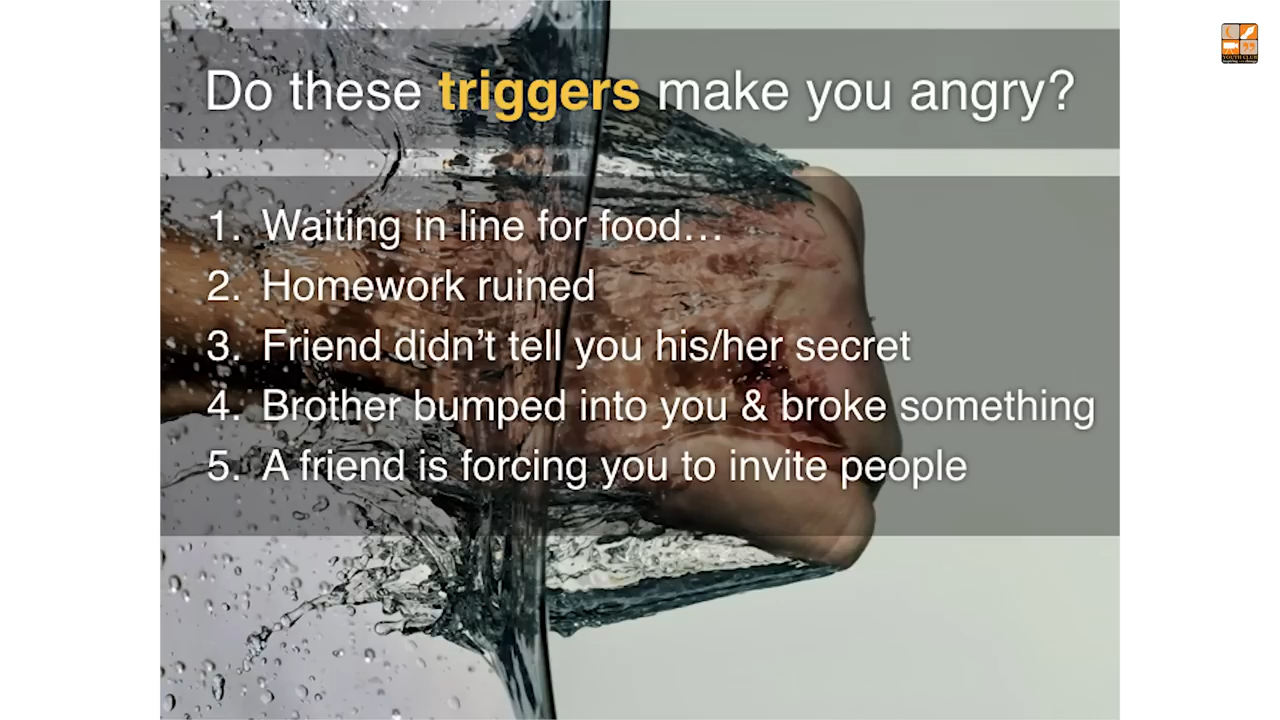 Do these triggers make you angry?
1. Waiting in line for food…
2. Homework ruined
3. Friend didn’t tell you his/her secret
4. Brother bumped into you & broke something
5. A friend is forcing you to invite people
YOUTH CLUB